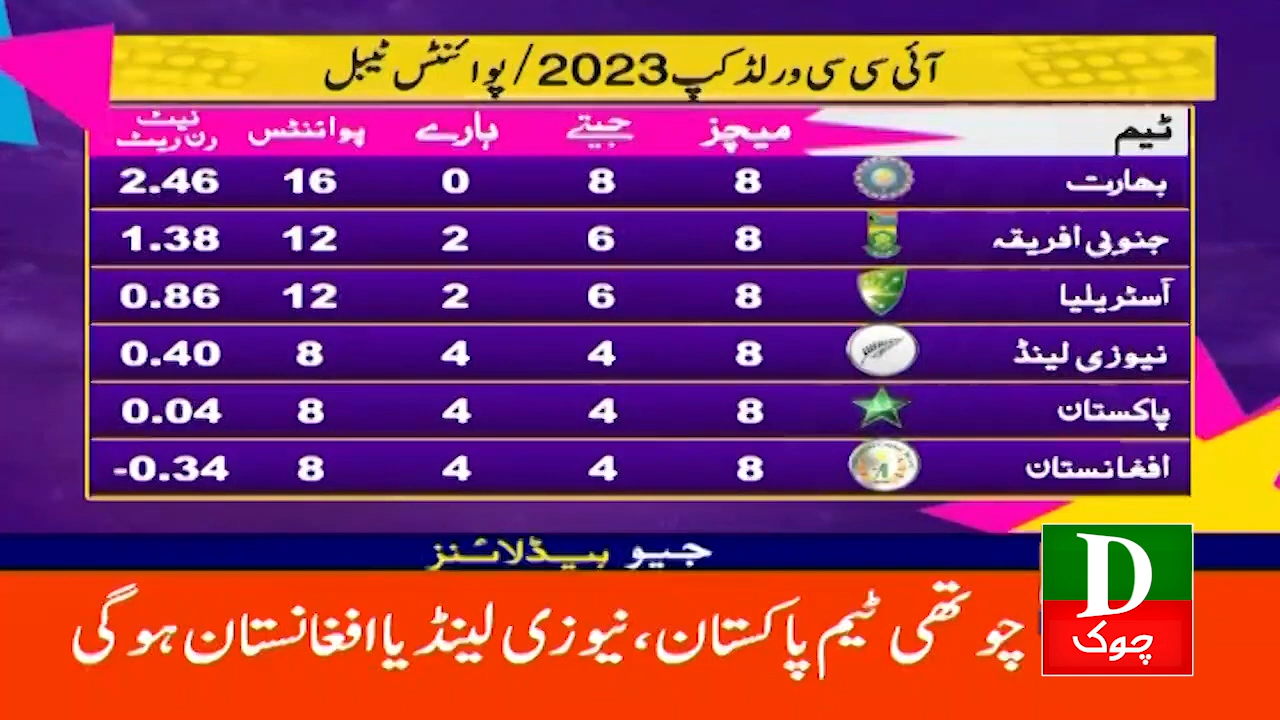 آئی سی سی ورلڈ کپ 2023/پوائنٹس ٹیبل
ٹیم میچز جیتے ہارے پوائنٹس نیٹ رن ریٹ
بھارت 8 8 0 16 2.46
جنوبی افریقہ 8 6 2 12 1.38
آسٹریلیا 8 6 2 12 0.86
نیوزی لینڈ 8 4 4 8 0.40
پاکستان 8 4 4 8 0.04
افغانستان 8 4 4 8 -0.34
جیو ہیڈلائنز
چوتھی ٹیم پاکستان، نیوزی لینڈ یا افغانستان ہوگی
D
چوک